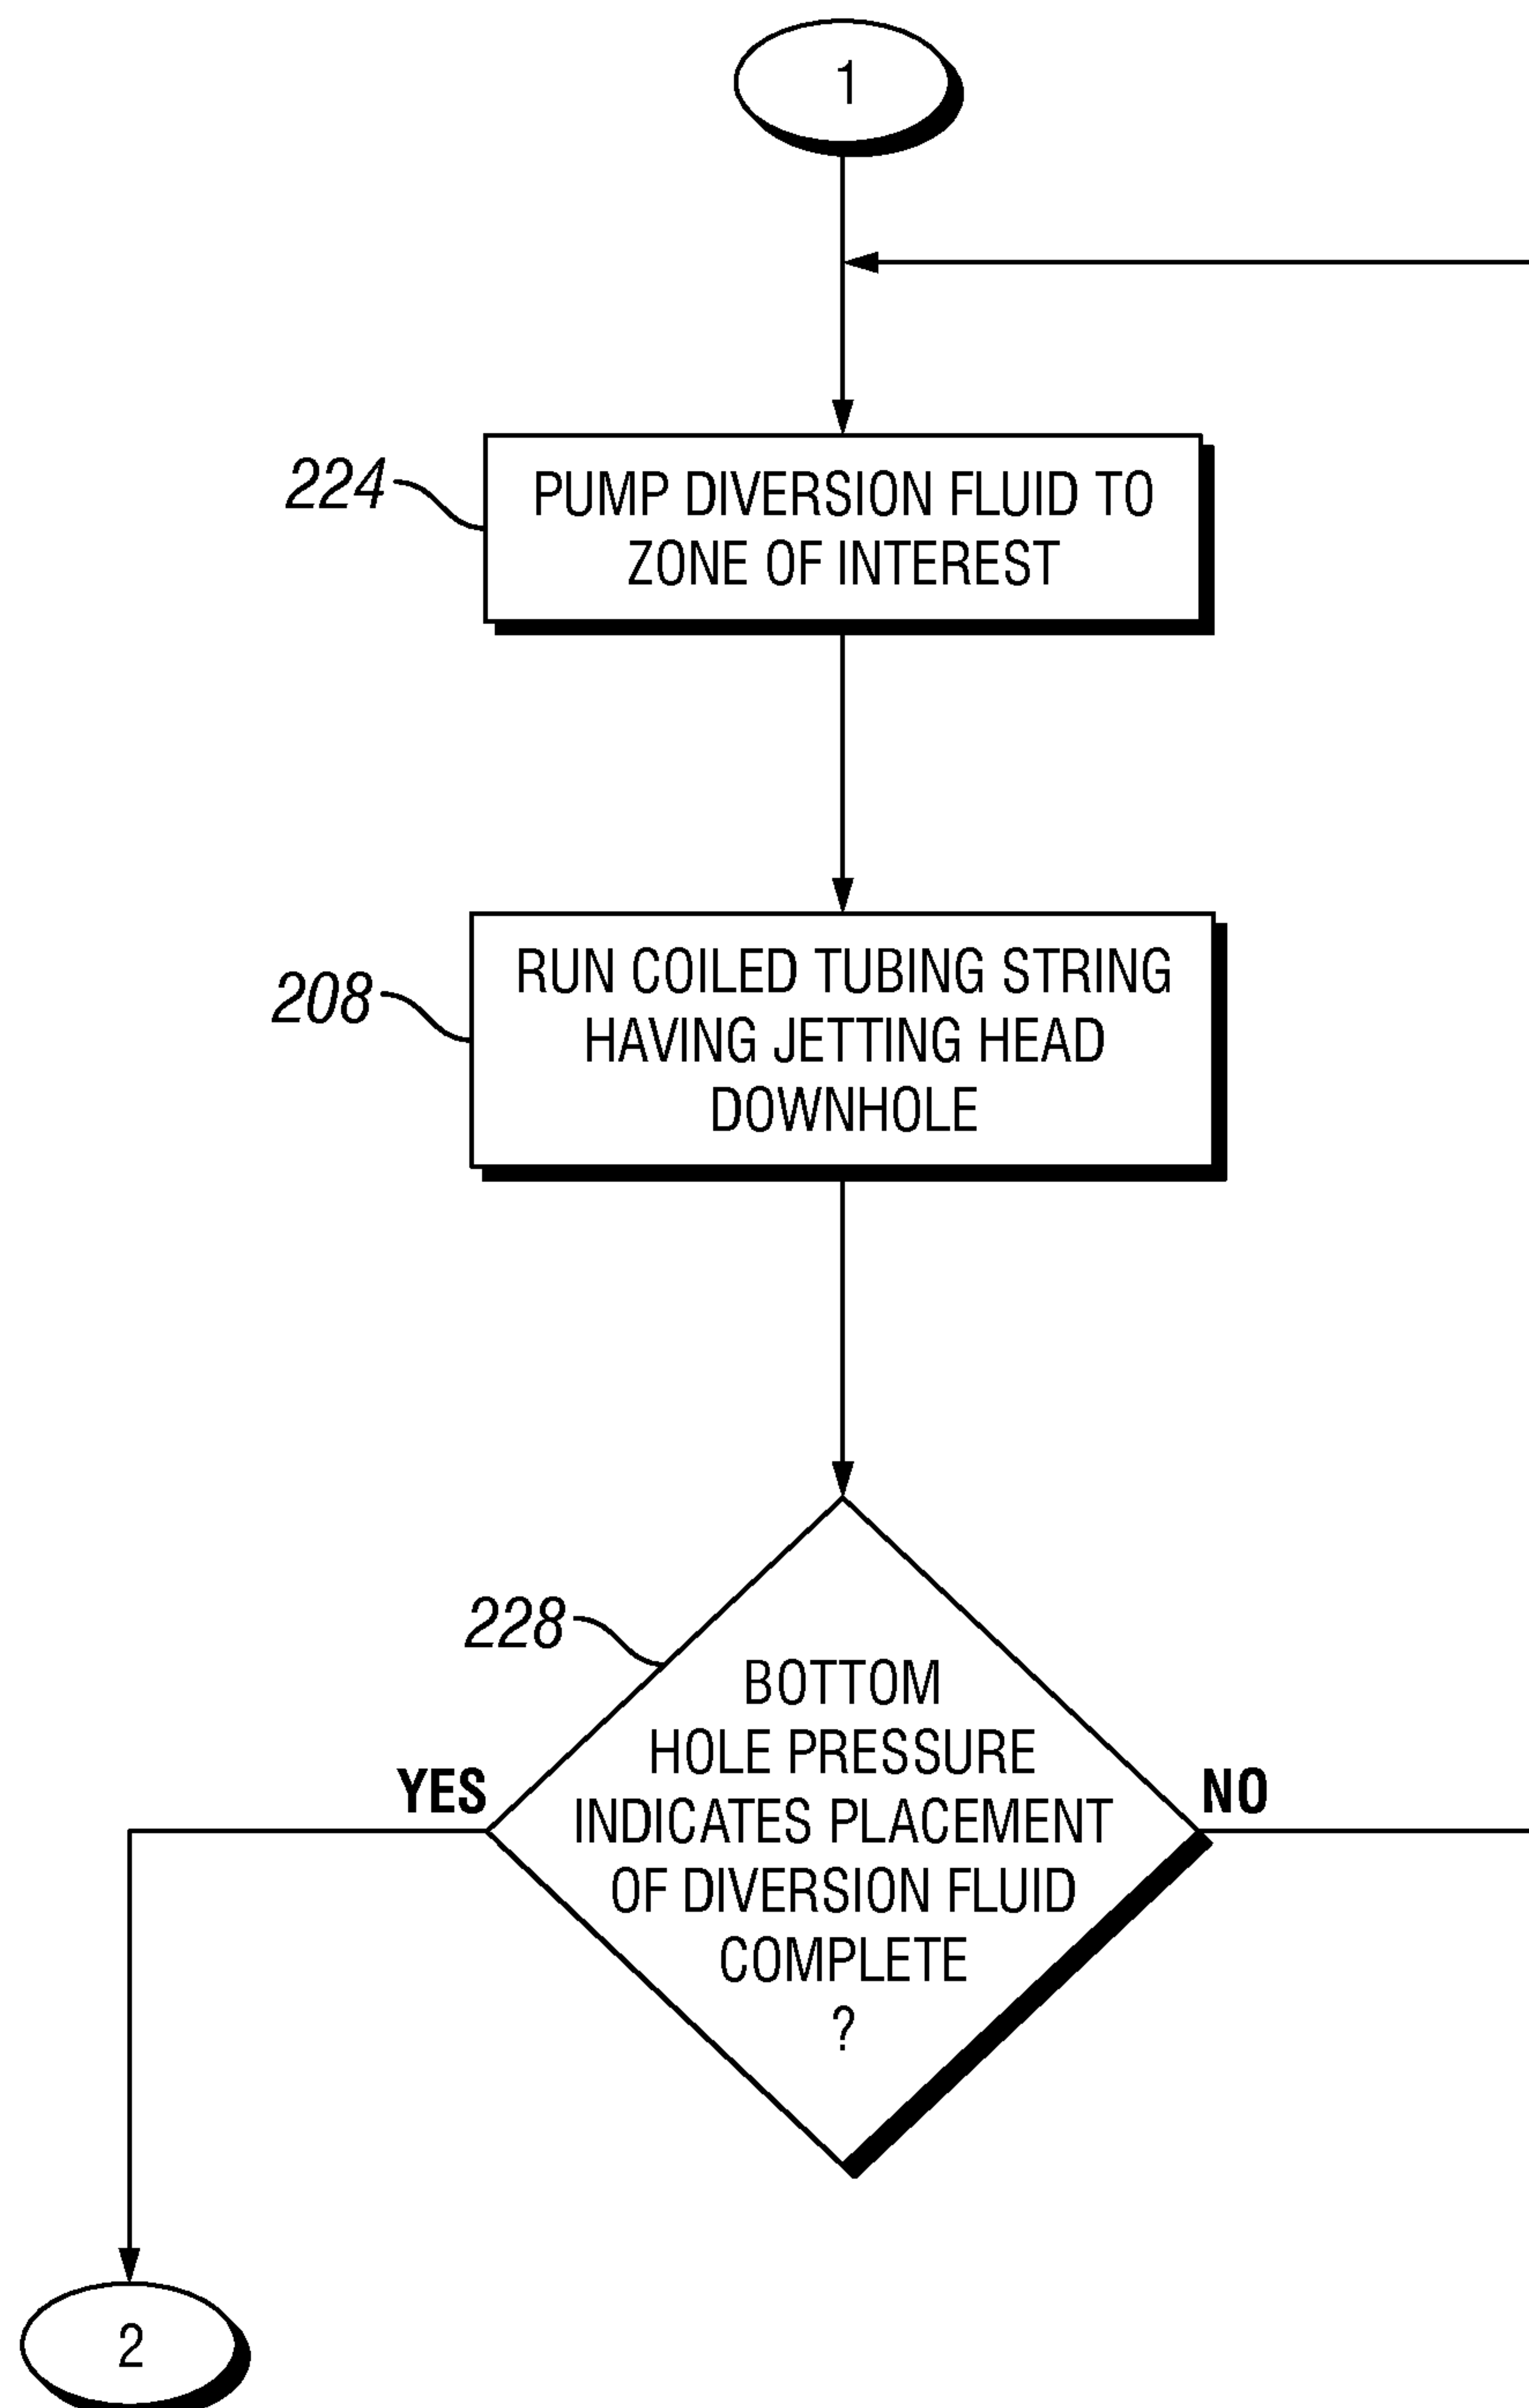 1
224
PUMP DIVERSION FLUID TO
ZONE OF INTEREST
208
RUN COILED TUBING STRING
HAVING JETTING HEAD
DOWNHOLE
228
BOTTOM
HOLE PRESSURE
INDICATES PLACEMENT
OF DIVERSION FLUID
COMPLETE
?
YES
NO
2